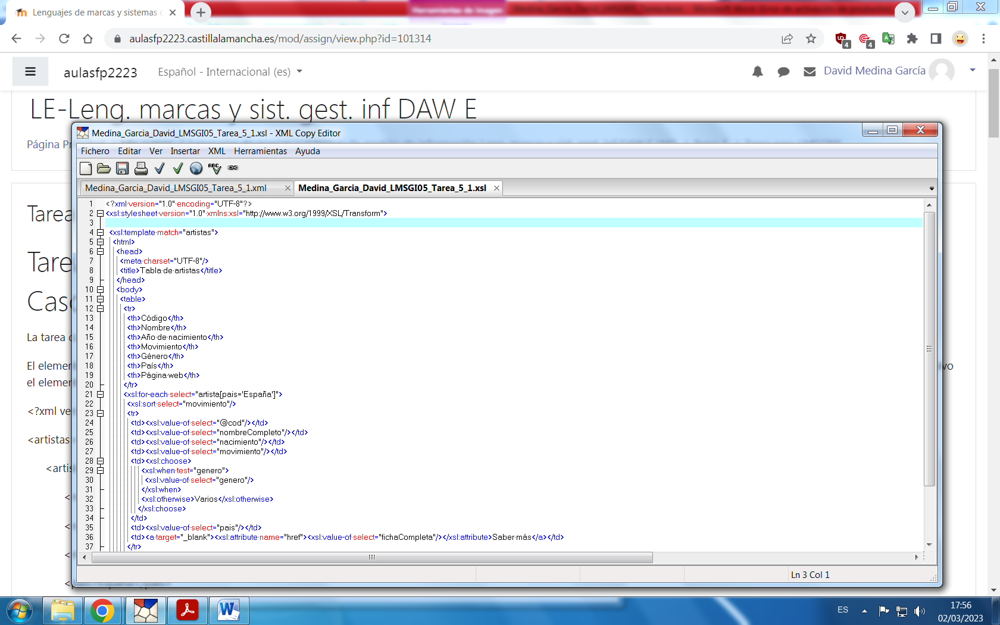 Lenguajes de marcas y sistemas
aulasfp2223.castillalamancha.es/mod/assign/view.php?id=101314
4
4
aulasfp2223
Español - Internacional (es)
David Medina García
LE-Leng. marcas y sist. gest. inf DAW E
Página Pr
Medina_Garcia_David_LMSGI05_Tarea_5_1.xsl - XML Copy Editor
Fichero Editar Ver Insertar XML Herramientas Ayuda
Medina_Garcia_David_LMSGI05_Tarea_5_1.xml
Medina_Garcia_David_LMSGI05_Tarea_5_1.xsl
1 <?xml version="1.0" encoding="UTF-8"?>
2 <xsl:stylesheet version="1.0" xmlns:xsl="http://www.w3.org/1999/XSL/Transform">
3
4 <xsl:template match="artistas">
5 <html>
6 <head>
7 <meta charset="UTF-8"/>
8 <title>Tabla de artistas</title>
9 </head>
10 <body>
11 <table>
12 <tr>
13 <th>Código</th>
14 <th>Nombre</th>
15 <th>Año de nacimiento</th>
16 <th>Movimiento</th>
17 <th>Género</th>
18 <th>País</th>
19 <th>Página web</th>
20 </tr>
21 <xsl:for-each select="artista[pais='España']">
22 <xsl:sort select="movimiento"/>
23 <tr>
24 <td><xsl:value-of select="@cod"/></td>
25 <td><xsl:value-of select="nombreCompleto"/></td>
26 <td><xsl:value-of select="nacimiento"/></td>
27 <td><xsl:value-of select="movimiento"/></td>
28 <td><xsl:choose>
29 <xsl:when test="genero">
30 <xsl:value-of select="genero"/>
31 </xsl:when>
32 <xsl:otherwise>Varios</xsl:otherwise>
33 </xsl:choose>
34 </td>
35 <td><xsl:value-of select="pais"/></td>
36 <td><a target="_blank"><xsl:attribute name="href"><xsl:value-of select="fichaCompleta"/></xsl:attribute>Saber más</a></td>
37 </tr>
Ln 3 Col 1
Tarea
Tare
Caso
La tarea
El elemen
vo
el elemen
<?xml ve
<artistas
<artis
<
<
<
<
ES
17:56
02/03/2023